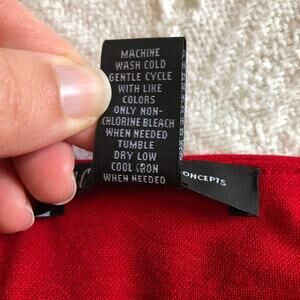 MACHINE
WASH COLD
GENTLE CYCLE
WITH LIKE
COLORS
ONLY NON-
CHLORINE BLEACH
WHEN NEEDED
TUMBLE
DRY LOW
COOL IRON
WHEN NEEDED
C
ONCEPTS